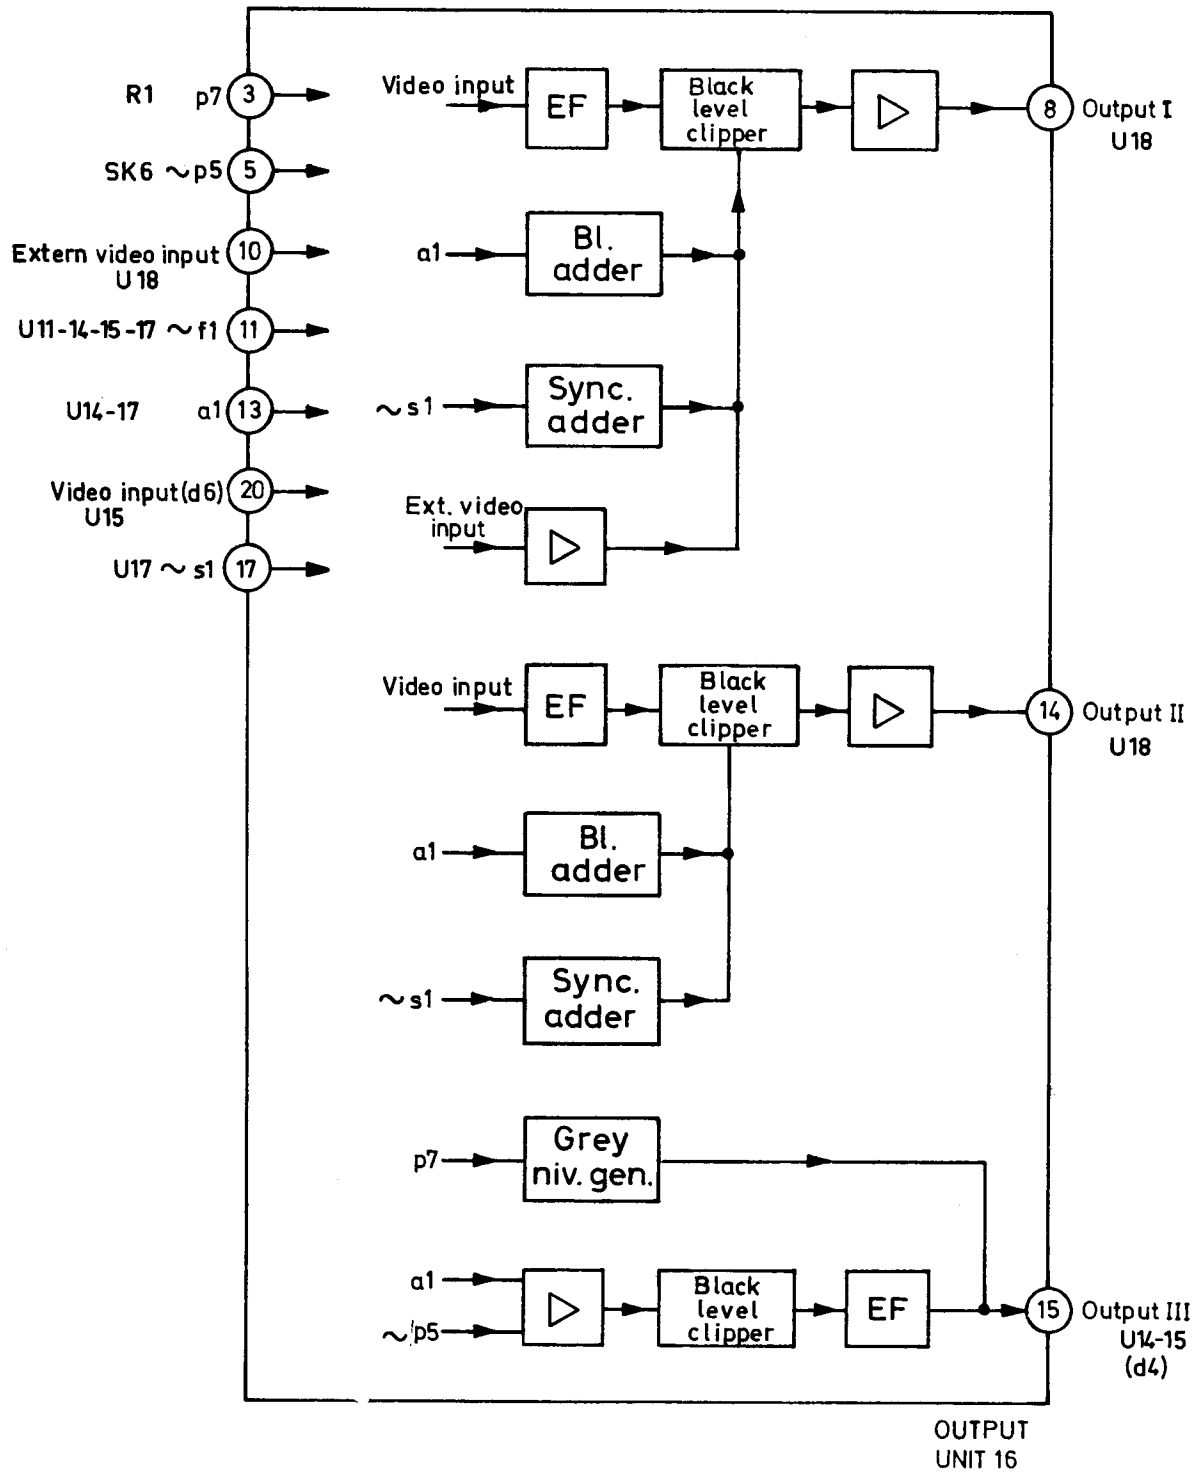 R1 p7 3
SK6 ~p5 5
Extern video input 10
U18
U11-14-15-17 ~f1 11
U14-17 a1 13
Video input(d6) 20
U15
U17 ~s1 17
Video input
EF
Black
level
clipper
8 Output I
U18
a1
Bl.
adder
~s1
Sync.
adder
Ext. video
input
Video input
EF
Black
level
clipper
14 Output II
U18
a1
Bl.
adder
~s1
Sync.
adder
p7
Grey
niv. gen.
a1
~p5
Black
level
clipper
EF
15 Output III
U14-15
(d4)
OUTPUT
UNIT 16